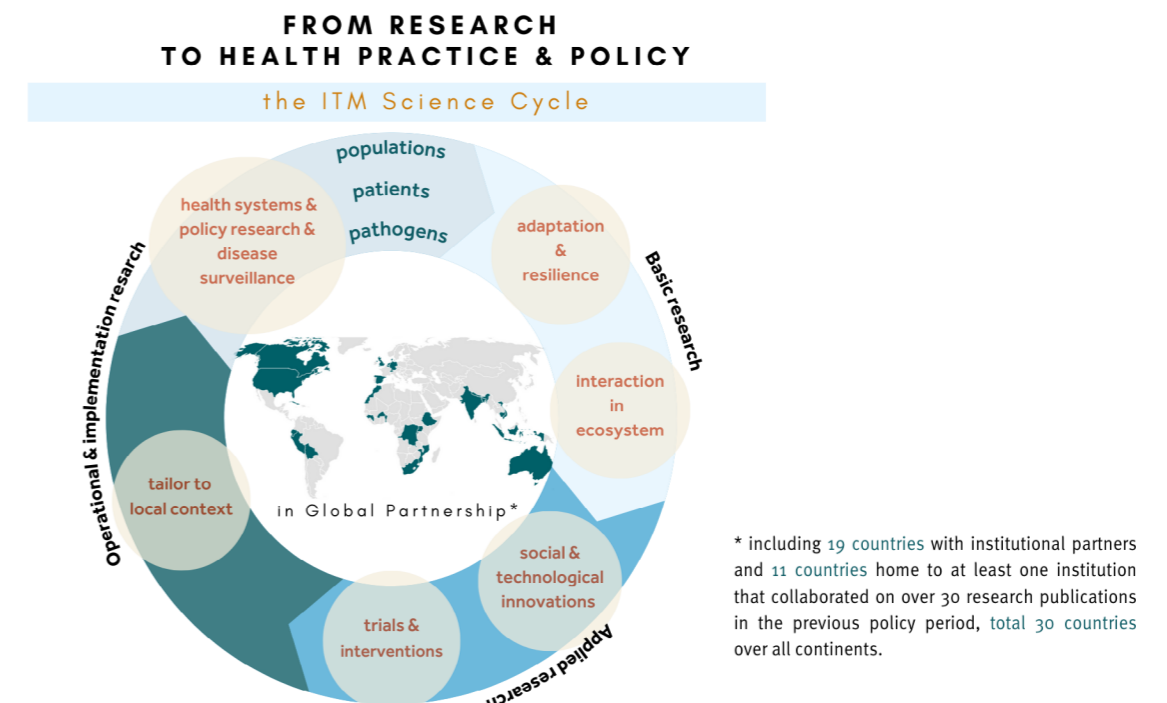 FROM RESEARCH
TO HEALTH PRACTICE & POLICY
the ITM Science Cycle
populations
patients
pathogens
health systems &
policy research &
disease
surveillance
adaptation
&
resilience
Basic research
interaction
in
ecosystem
Operational & implementation resarch
tailor to
local context
in Global Partnership*
social &
technological
innovations
trials &
interventions
Applied research
* including 19 countries with institutional partners
and 11 countries home to at least one institution
that collaborated on over 30 research publications
in the previous policy period, total 30 countries
over all continents.